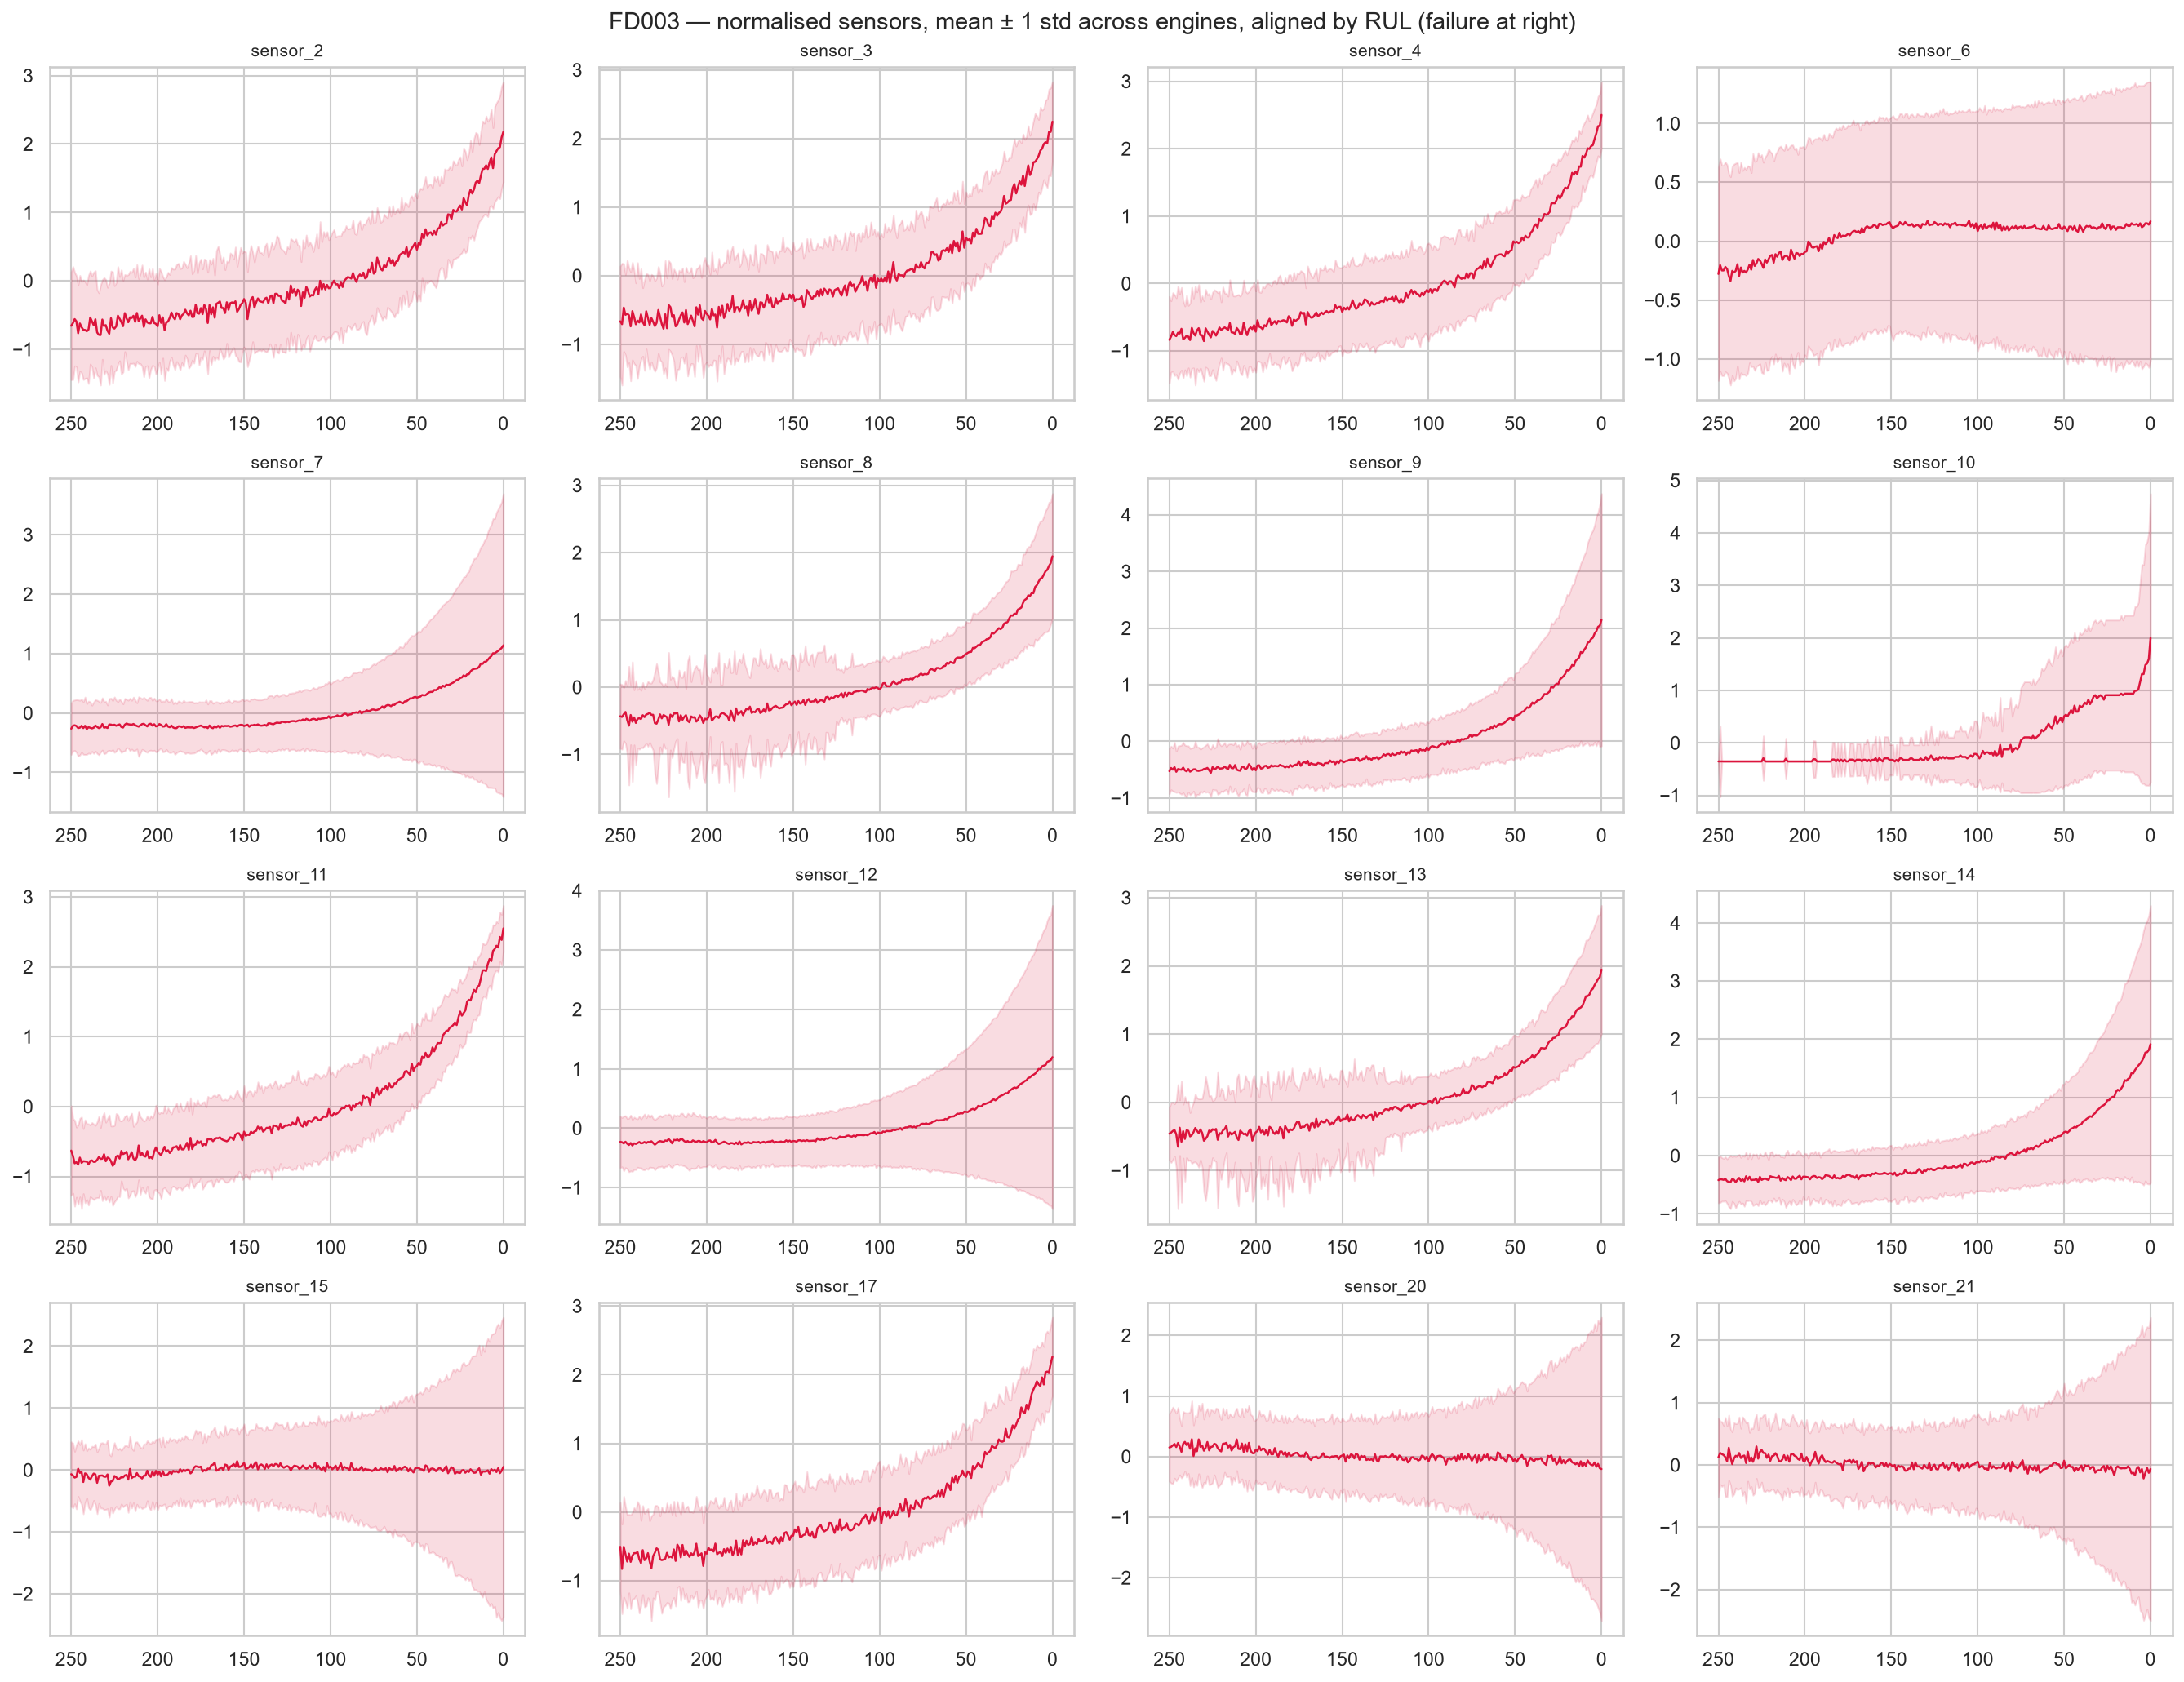 FD003 — normalised sensors, mean ± 1 std across engines, aligned by RUL (failure at right)
sensor_2
3
2
1
0
−1
250 200 150 100 50 0
sensor_3
3
2
1
0
−1
250 200 150 100 50 0
sensor_4
3
2
1
0
−1
250 200 150 100 50 0
sensor_6
1.0
0.5
0.0
−0.5
−1.0
250 200 150 100 50 0
sensor_7
3
2
1
0
−1
250 200 150 100 50 0
sensor_8
3
2
1
0
−1
250 200 150 100 50 0
sensor_9
4
3
2
1
0
−1
250 200 150 100 50 0
sensor_10
5
4
3
2
1
0
−1
250 200 150 100 50 0
sensor_11
3
2
1
0
−1
250 200 150 100 50 0
sensor_12
4
3
2
1
0
−1
250 200 150 100 50 0
sensor_13
3
2
1
0
−1
250 200 150 100 50 0
sensor_14
4
3
2
1
0
−1
250 200 150 100 50 0
sensor_15
2
1
0
−1
−2
250 200 150 100 50 0
sensor_17
3
2
1
0
−1
250 200 150 100 50 0
sensor_20
2
1
0
−1
−2
250 200 150 100 50 0
sensor_21
2
1
0
−1
−2
250 200 150 100 50 0